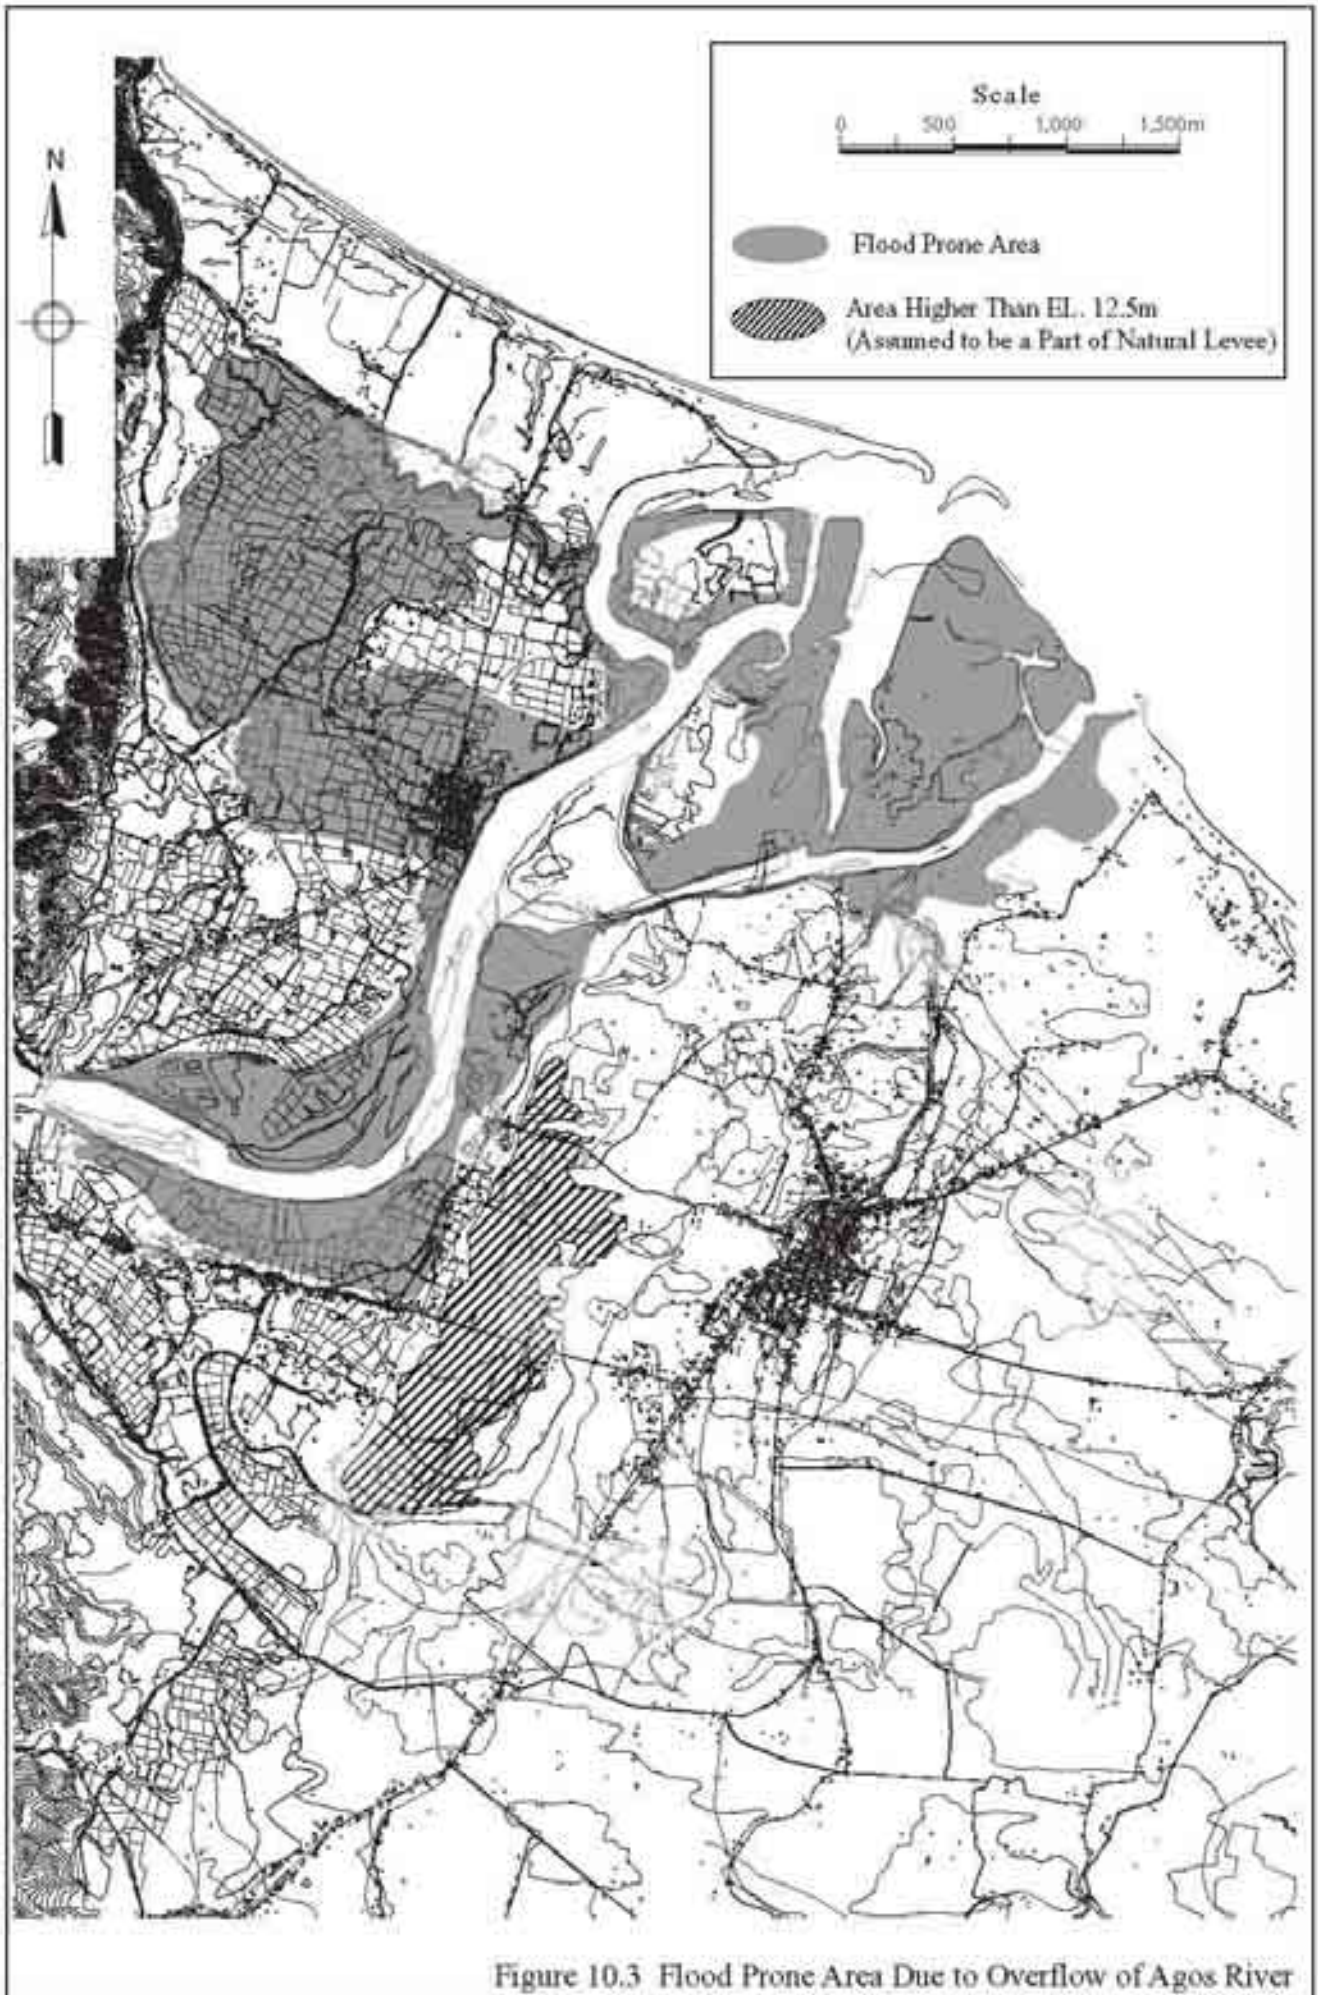 Scale
0 500 1,000 1,500m
N
Flood Prone Area
Area Higher Than EL. 12.5m
(Assumed to be a Part of Natural Levee)
Figure 10.3 Flood Prone Area Due to Overflow of Agos River